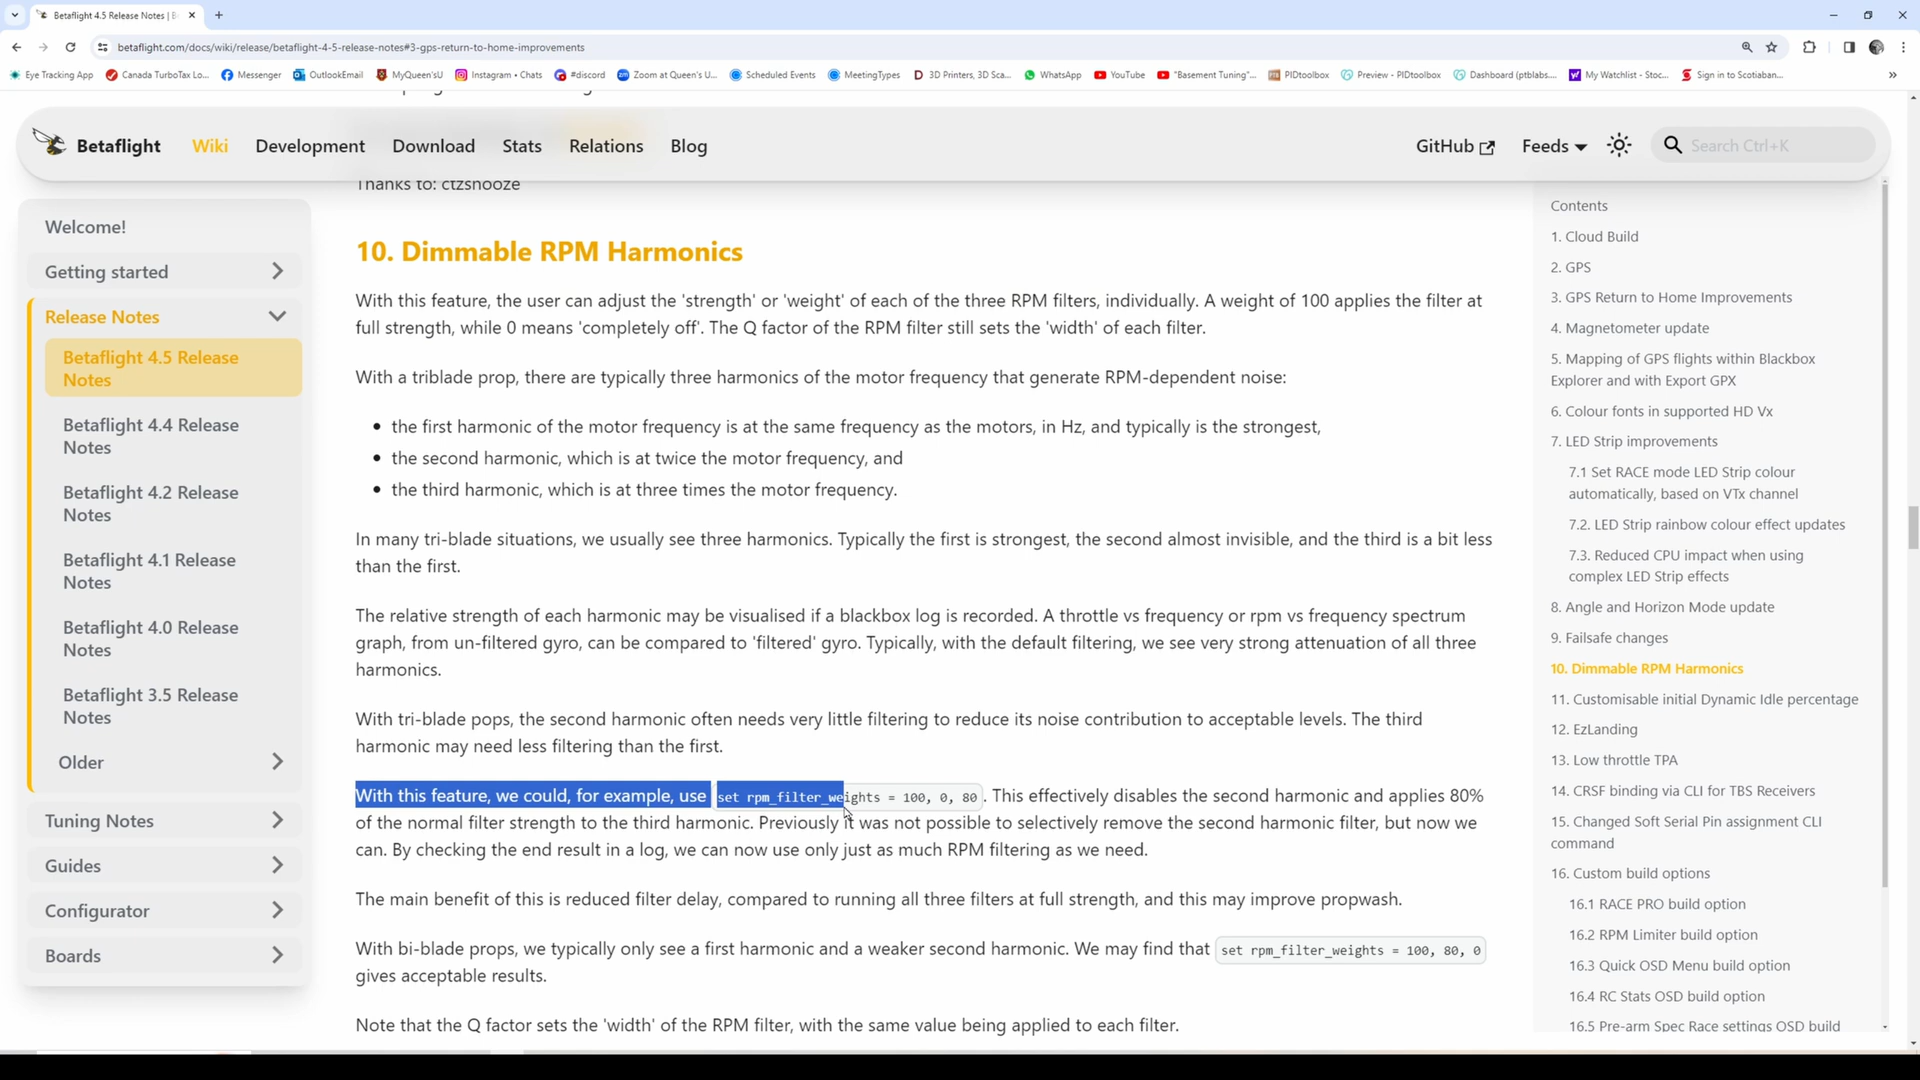 Betaflight 4.5 Release Notes | B
betaflight.com/docs/wiki/release/betaflight-4-5-release-notes#3-gps-return-to-home-improvements
Eye Tracking App
Canada TurboTax Lo...
Messenger
OutlookEmail
MyQueen'sU
Instagram • Chats
#discord
Zoom at Queen's U...
Scheduled Events
MeetingTypes
3D Printers, 3D Sca...
WhatsApp
YouTube
"Basement Tuning"...
PIDtoolbox
Preview - PIDtoolbox
Dashboard (ptblabs....
My Watchlist - Stoc...
Sign in to Scotiaban...
Betaflight
Wiki
Development
Download
Stats
Relations
Blog
GitHub
Feeds
Search Ctrl+K
Welcome!
Getting started
Release Notes
Betaflight 4.5 Release
Notes
Betaflight 4.4 Release
Notes
Betaflight 4.2 Release
Notes
Betaflight 4.1 Release
Notes
Betaflight 4.0 Release
Notes
Betaflight 3.5 Release
Notes
Older
Tuning Notes
Guides
Configurator
Boards
Thanks to: ctzsnooze
10. Dimmable RPM Harmonics
With this feature, the user can adjust the 'strength' or 'weight' of each of the three RPM filters, individually. A weight of 100 applies the filter at
full strength, while 0 means 'completely off'. The Q factor of the RPM filter still sets the 'width' of each filter.
With a triblade prop, there are typically three harmonics of the motor frequency that generate RPM-dependent noise:
• the first harmonic of the motor frequency is at the same frequency as the motors, in Hz, and typically is the strongest,
• the second harmonic, which is at twice the motor frequency, and
• the third harmonic, which is at three times the motor frequency.
In many tri-blade situations, we usually see three harmonics. Typically the first is strongest, the second almost invisible, and the third is a bit less
than the first.
The relative strength of each harmonic may be visualised if a blackbox log is recorded. A throttle vs frequency or rpm vs frequency spectrum
graph, from un-filtered gyro, can be compared to 'filtered' gyro. Typically, with the default filtering, we see very strong attenuation of all three
harmonics.
With tri-blade pops, the second harmonic often needs very little filtering to reduce its noise contribution to acceptable levels. The third
harmonic may need less filtering than the first.
With this feature, we could, for example, use set rpm_filter_weights = 100, 0, 80 . This effectively disables the second harmonic and applies 80%
of the normal filter strength to the third harmonic. Previously it was not possible to selectively remove the second harmonic filter, but now we
can. By checking the end result in a log, we can now use only just as much RPM filtering as we need.
The main benefit of this is reduced filter delay, compared to running all three filters at full strength, and this may improve propwash.
With bi-blade props, we typically only see a first harmonic and a weaker second harmonic. We may find that set rpm_filter_weights = 100, 80, 0
gives acceptable results.
Note that the Q factor sets the 'width' of the RPM filter, with the same value being applied to each filter.
Contents
1. Cloud Build
2. GPS
3. GPS Return to Home Improvements
4. Magnetometer update
5. Mapping of GPS flights within Blackbox
Explorer and with Export GPX
6. Colour fonts in supported HD Vx
7. LED Strip improvements
7.1 Set RACE mode LED Strip colour
automatically, based on VTx channel
7.2. LED Strip rainbow colour effect updates
7.3. Reduced CPU impact when using
complex LED Strip effects
8. Angle and Horizon Mode update
9. Failsafe changes
10. Dimmable RPM Harmonics
11. Customisable initial Dynamic Idle percentage
12. EzLanding
13. Low throttle TPA
14. CRSF binding via CLI for TBS Receivers
15. Changed Soft Serial Pin assignment CLI
command
16. Custom build options
16.1 RACE PRO build option
16.2 RPM Limiter build option
16.3 Quick OSD Menu build option
16.4 RC Stats OSD build option
16.5 Pre-arm Spec Race settings OSD build